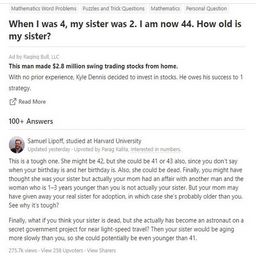 Mathematics Word Problems Puzzles and Trick Questions Mathematics Personal Question
When I was 4, my sister was 2. I am now 44. How old is
my sister?
Ad by Raging Bull, LLC
This man made $2.8 million swing trading stocks from home.
With no prior experience, Kyle Dennis decided to invest in stocks. He owes his success to 1
strategy.
Read More
100+ Answers
Samuel Lipoff, studied at Harvard University
Updated yesterday · Upvoted by Parag Kalita, interested in numbers.
This is a tough one. She might be 42, but she could be 41 or 43 also, since you don't say
when your birthday is and her birthday is. Also, she could be dead. Finally, you might have
thought she was your sister but actually your mom had an affair with another man and the
woman who is 1–3 years younger than you is not actually your sister. But your mom may
have given away your real sister for adoption, in which case she's probably older than you.
See why it's tough?
Finally, what if you think your sister is dead, but she actually has become an astronaut on a
secret government project for near light-speed travel? Then your sister would be aging
more slowly than you, so she could potentially be even younger than 41.
275.7k views · View 238 Upvoters · View Sharers